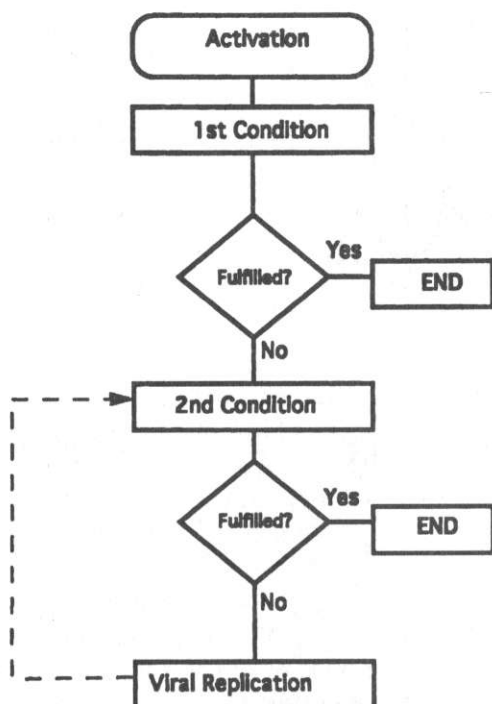 Activation
1st Condition
Yes
Fulfilled?
END
No
2nd Condition
Yes
Fulfilled?
END
No
Viral Replication